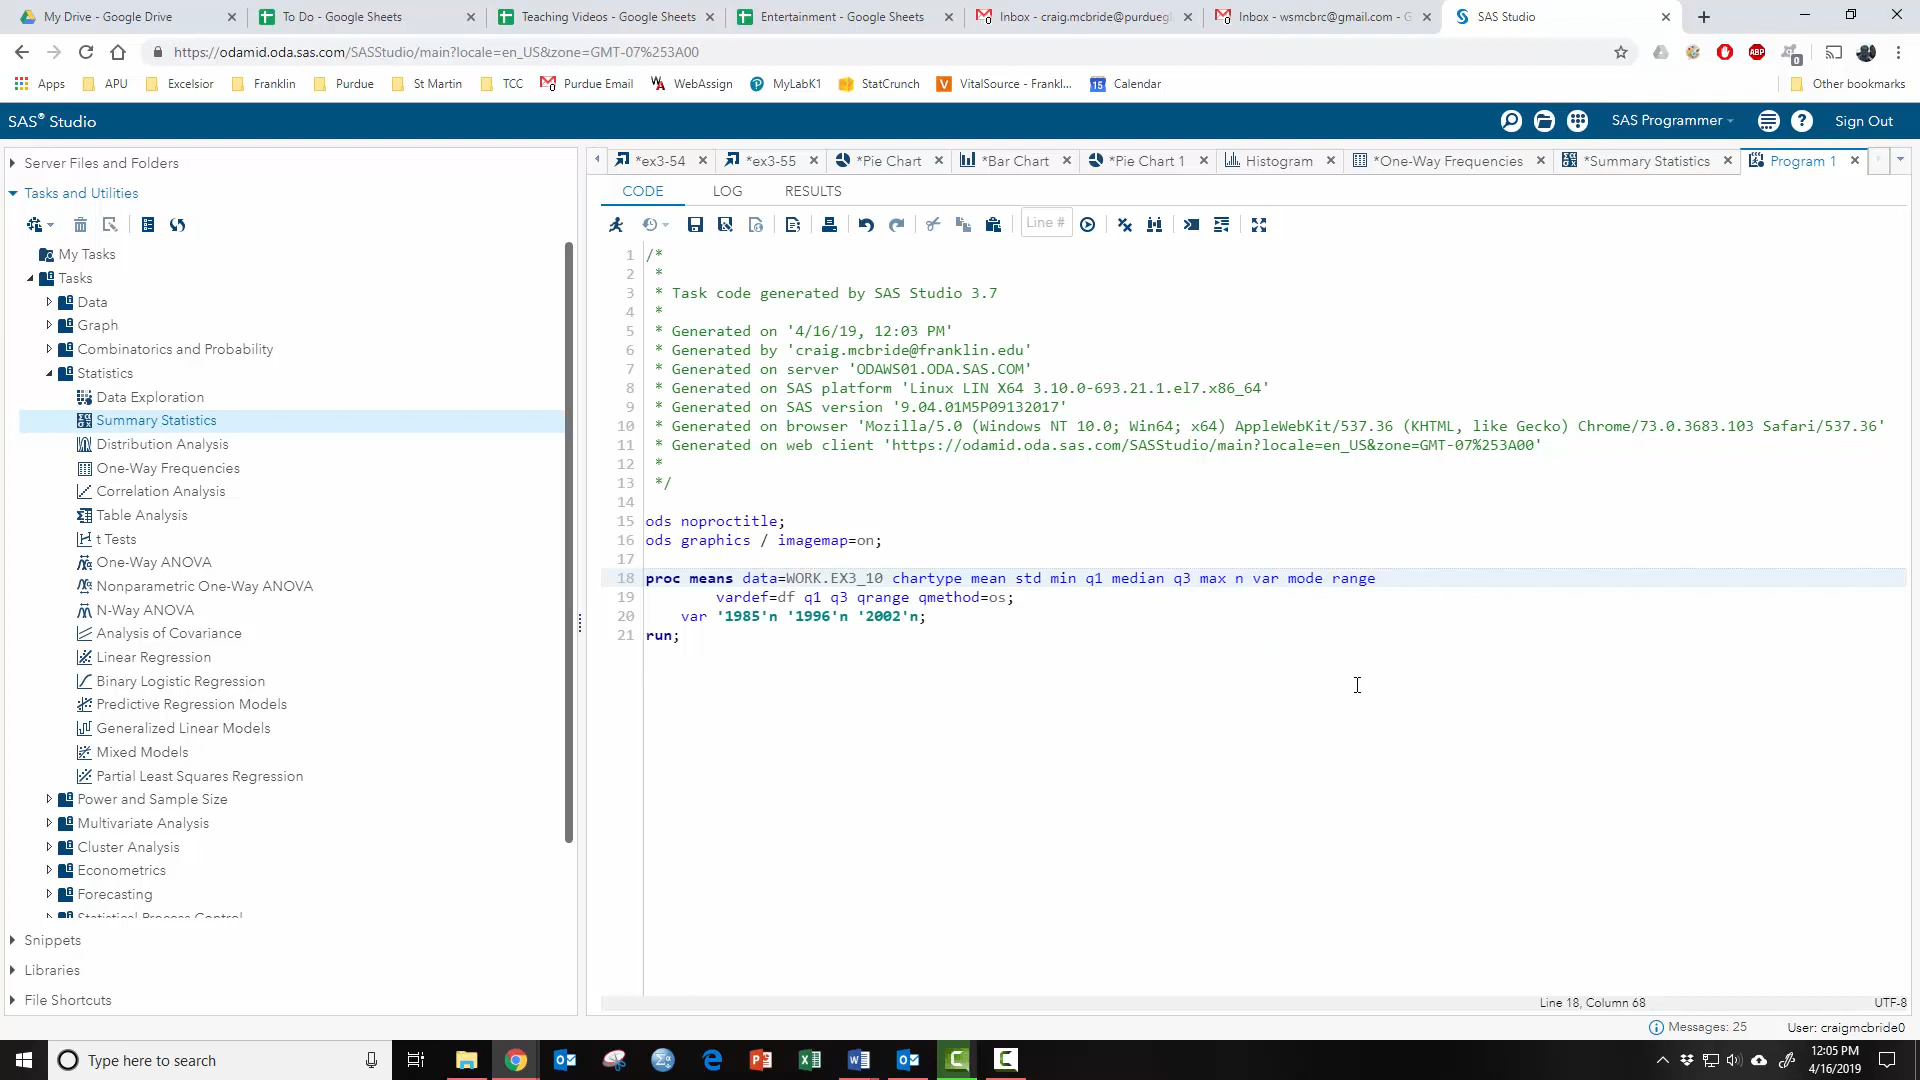 My Drive - Google Drive
To Do - Google Sheets
Teaching Videos - Google Sheets
Entertainment - Google Sheets
Inbox - craig.mcbride@purdueg
Inbox - wsmcbrc@gmail.com - G
SAS Studio
https://odamid.oda.sas.com/SASStudio/main?locale=en_US&zone=GMT-07%253A00
ABP
0
Apps
APU
Excelsior
Franklin
Purdue
St Martin
TCC
Purdue Email
WebAssign
MyLabK1
StatCrunch
VitalSource - Frankl...
15
Calendar
Other bookmarks
SAS® Studio
SAS Programmer
Sign Out
Server Files and Folders
Tasks and Utilities
My Tasks
Tasks
Data
Graph
Combinatorics and Probability
Statistics
Data Exploration
Summary Statistics
Distribution Analysis
One-Way Frequencies
Correlation Analysis
Table Analysis
t Tests
One-Way ANOVA
Nonparametric One-Way ANOVA
N-Way ANOVA
Analysis of Covariance
Linear Regression
Binary Logistic Regression
Predictive Regression Models
Generalized Linear Models
Mixed Models
Partial Least Squares Regression
Power and Sample Size
Multivariate Analysis
Cluster Analysis
Econometrics
Forecasting
Statistical Process Control
Snippets
Libraries
File Shortcuts
*ex3-54
*ex3-55
*Pie Chart
*Bar Chart
*Pie Chart 1
Histogram
*One-Way Frequencies
*Summary Statistics
Program 1
CODE
LOG
RESULTS
Line #
1 /*
2 *
3 * Task code generated by SAS Studio 3.7
4 *
5 * Generated on '4/16/19, 12:03 PM'
6 * Generated by 'craig.mcbride@franklin.edu'
7 * Generated on server 'ODAWS01.ODA.SAS.COM'
8 * Generated on SAS platform 'Linux LIN X64 3.10.0-693.21.1.el7.x86_64'
9 * Generated on SAS version '9.04.01M5P09132017'
10 * Generated on browser 'Mozilla/5.0 (Windows NT 10.0; Win64; x64) AppleWebKit/537.36 (KHTML, like Gecko) Chrome/73.0.3683.103 Safari/537.36'
11 * Generated on web client 'https://odamid.oda.sas.com/SASStudio/main?locale=en_US&zone=GMT-07%253A00'
12 *
13 */
14
15 ods noproctitle;
16 ods graphics / imagemap=on;
17
18 proc means data=WORK.EX3_10 chartype mean std min q1 median q3 max n var mode range
19 vardef=df q1 q3 qrange qmethod=os;
20 var '1985'n '1996'n '2002'n;
21 run;
Line 18, Column 68
UTF-8
Messages: 25
User: craigmcbride0
Type here to search
12:05 PM
4/16/2019